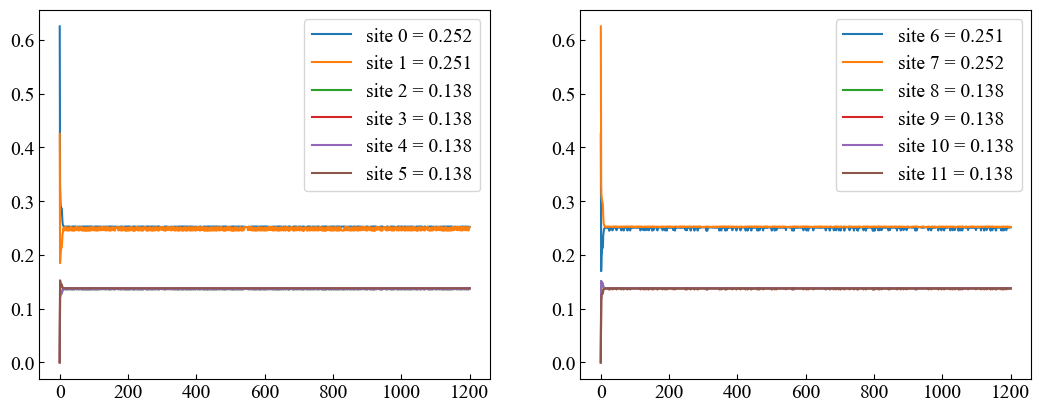 0.6
0.5
0.4
0.3
0.2
0.1
0.0
0 200 400 600 800 1000 1200
site 0 = 0.252
site 1 = 0.251
site 2 = 0.138
site 3 = 0.138
site 4 = 0.138
site 5 = 0.138
0.6
0.5
0.4
0.3
0.2
0.1
0.0
0 200 400 600 800 1000 1200
site 6 = 0.251
site 7 = 0.252
site 8 = 0.138
site 9 = 0.138
site 10 = 0.138
site 11 = 0.138